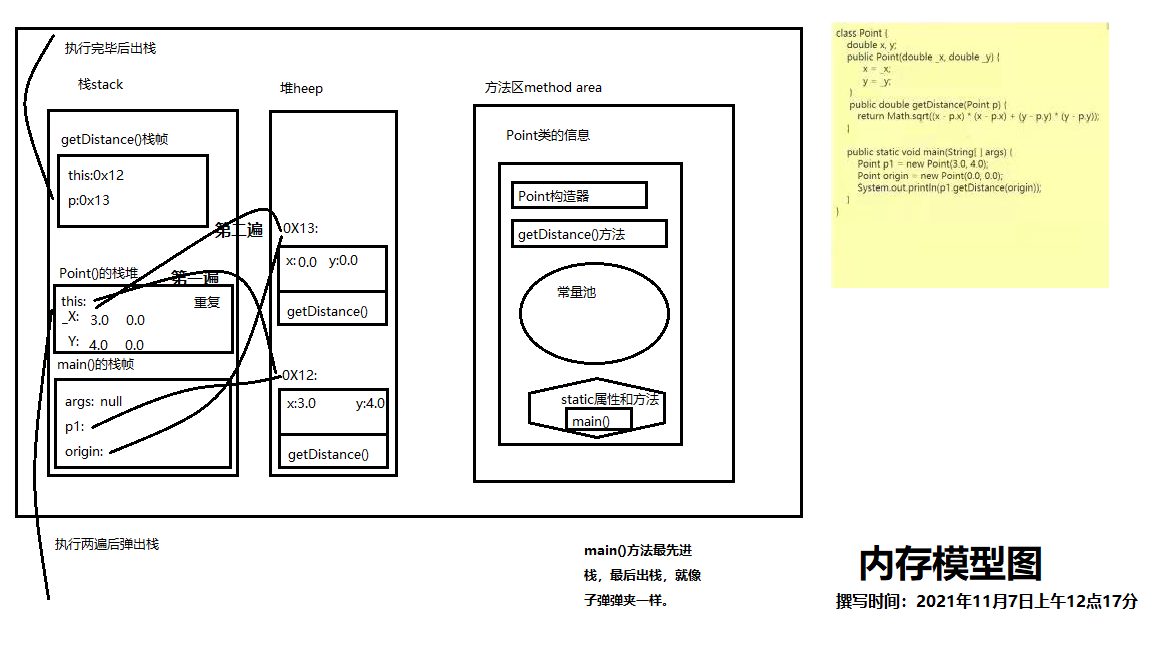 执行完毕后出栈
栈stack
getDistance()栈帧
this:0x12
p:0x13
第二遍
Point()的栈堆
第一遍
this:
重复
_X: 3.0 0.0
Y: 4.0 0.0
main()的栈帧
args: null
p1:
origin:
执行两遍后弹出栈
堆heep
0X13:
x: 0.0 y:0.0
getDistance()
0X12:
x:3.0 y:4.0
getDistance()
方法区method area
Point类的信息
Point构造器
getDistance()方法
常量池
static属性和方法
main()
main()方法最先进
栈，最后出栈，就像
子弹弹夹一样。
class Point {
double x, y;
public Point(double _x, double _y) {
x = _x;
y = _y;
}
public double getDistance(Point p) {
return Math.sqrt((x - p.x) * (x - p.x) + (y - p.y) * (y - p.y));
}
public static void main(String[ ] args) {
Point p1 = new Point(3.0, 4.0);
Point origin = new Point(0.0, 0.0);
System.out.println(p1.getDistance(origin));
}
}
内存模型图
撰写时间：2021年11月7日上午12点17分